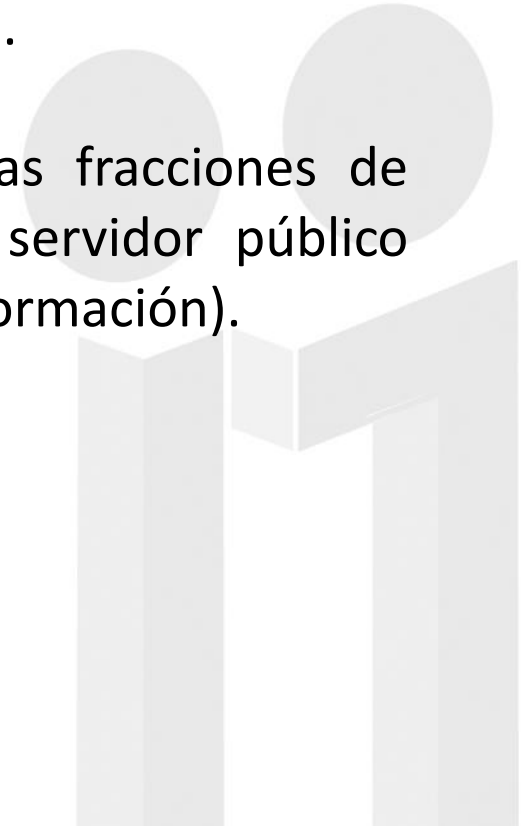 .
as fracciones de
servidor público
ormación).